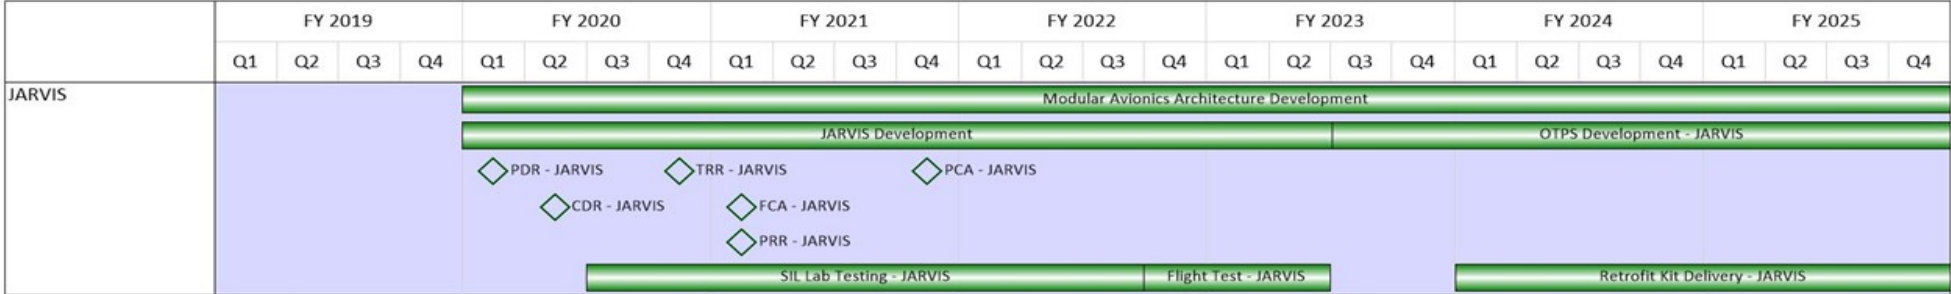 FY 2019 FY 2020 FY 2021 FY 2022 FY 2023 FY 2024 FY 2025
Q1 Q2 Q3 Q4 Q1 Q2 Q3 Q4 Q1 Q2 Q3 Q4 Q1 Q2 Q3 Q4 Q1 Q2 Q3 Q4 Q1 Q2 Q3 Q4 Q1 Q2 Q3 Q4
JARVIS Modular Avionics Architecture Development
JARVIS Development OTPS Development - JARVIS
PDR - JARVIS TRR - JARVIS PCA - JARVIS
CDR - JARVIS FCA - JARVIS
PRR - JARVIS
SIL Lab Testing - JARVIS Flight Test - JARVIS Retrofit Kit Delivery - JARVIS